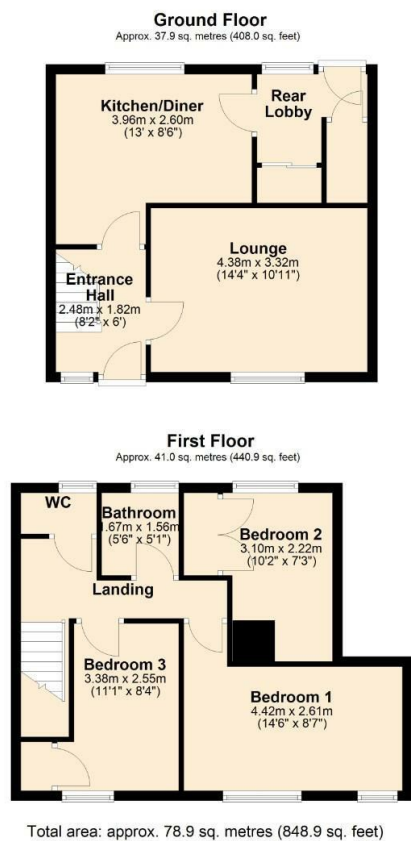 Ground Floor
Approx. 37.9 sq. metres (408.0 sq. feet)
Kitchen/Diner
3.96m x 2.60m
(13' x 8'6")
Rear
Lobby
Lounge
4.38m x 3.32m
(14'4" x 10'11")
Entrance
Hall
2.48m x 1.82m
(8'2" x 6')
First Floor
Approx. 41.0 sq. metres (440.9 sq. feet)
WC
Bathroom
1.67m x 1.56m
(5'6" x 5'1")
Bedroom 2
3.10m x 2.22m
(10'2" x 7'3")
Landing
Bedroom 3
3.38m x 2.55m
(11'1" x 8'4")
Bedroom 1
4.42m x 2.61m
(14'6" x 8'7")
Total area: approx. 78.9 sq. metres (848.9 sq. feet)